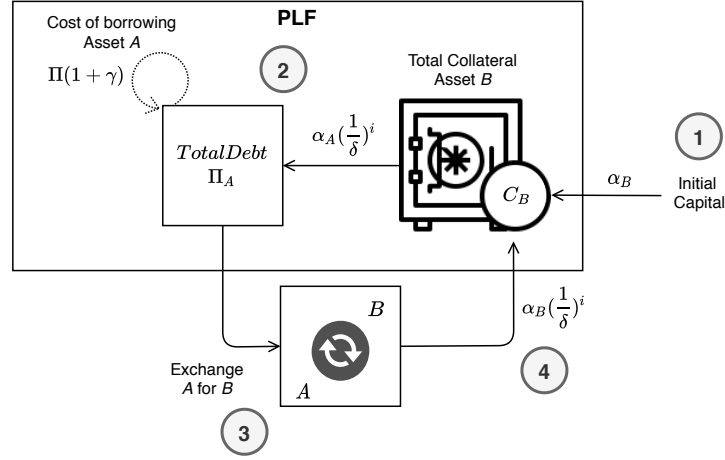 PLF
Cost of borrowing
Asset A
Π(1 + γ)
2
Total Collateral
Asset B
1
TotalDebt
Π_A
α_A(1/δ)^i
C_B
α_B
Initial
Capital
B
A
α_B(1/δ)^i
Exchange
A for B
4
3